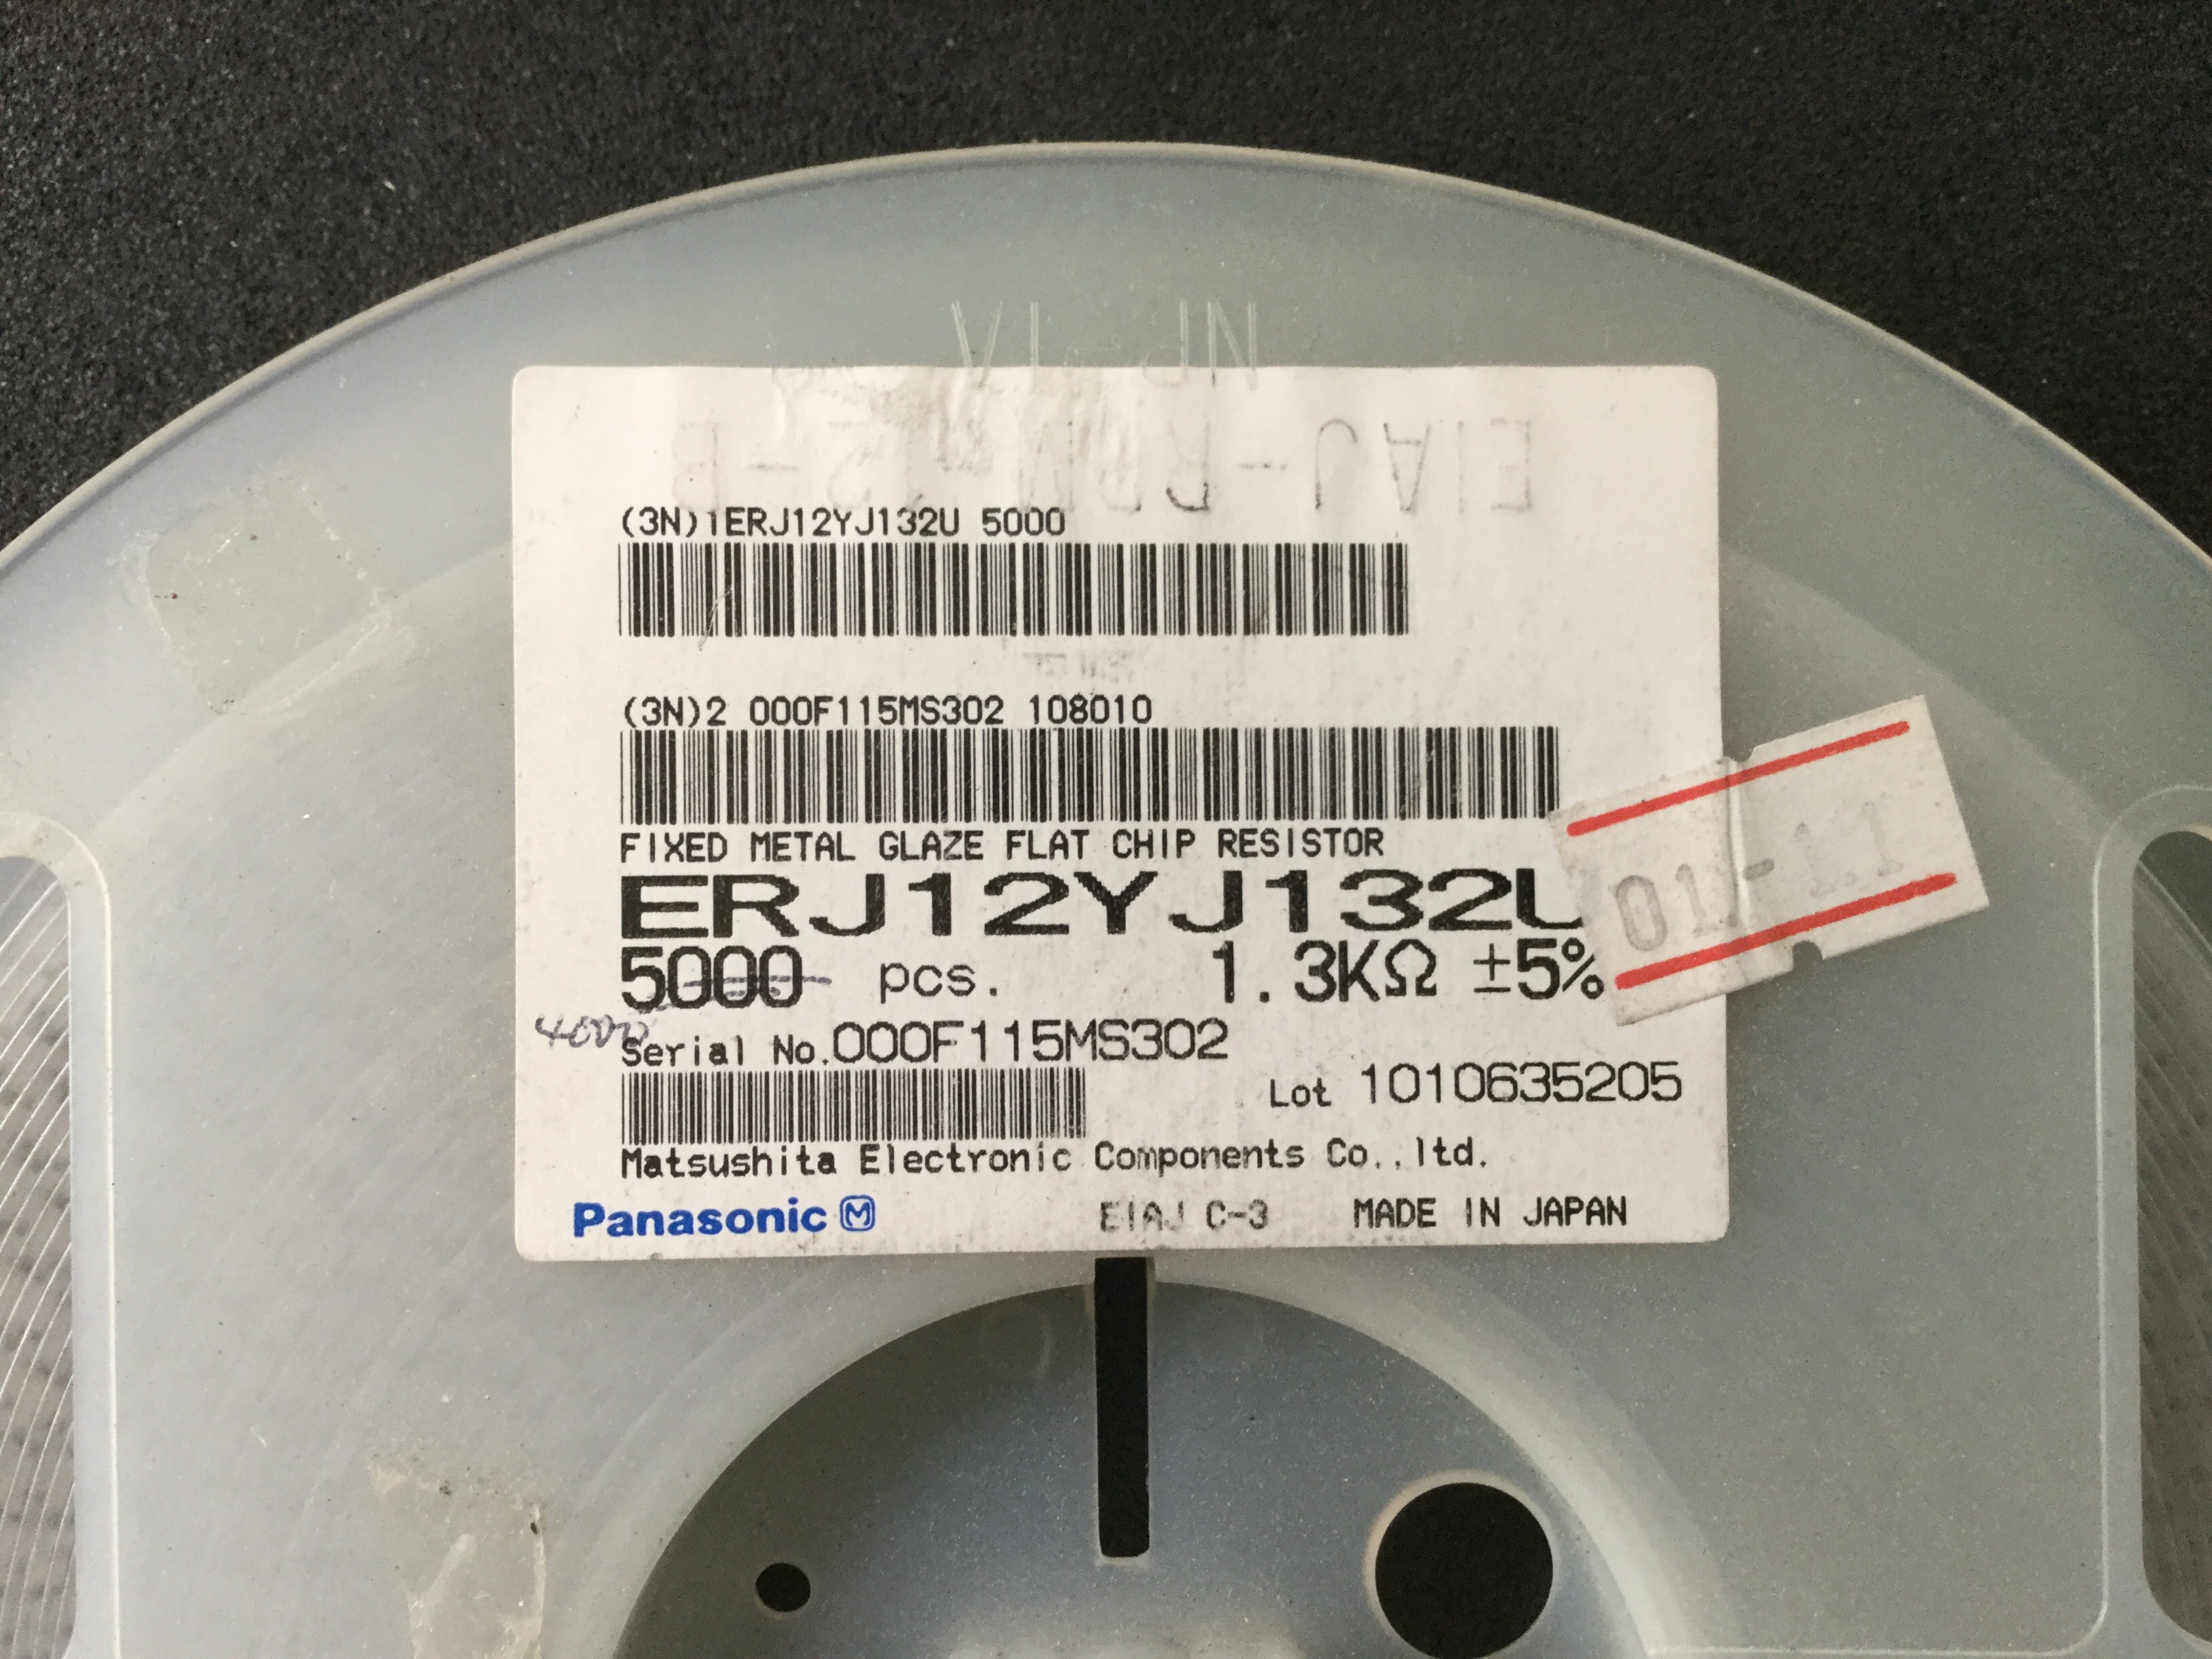 (3N)1ERJ12YJ132U 5000
(3N)2 000F115MS302 108010
FIXED METAL GLAZE FLAT CHIP RESISTOR
ERJ12YJ132U
01-11
5000 pcs. 1.3KΩ ±5%
4000
Serial No.000F115MS302
Lot 1010635205
Matsushita Electronic Components Co.,ltd.
Panasonic M
EIAJ C-3 MADE IN JAPAN